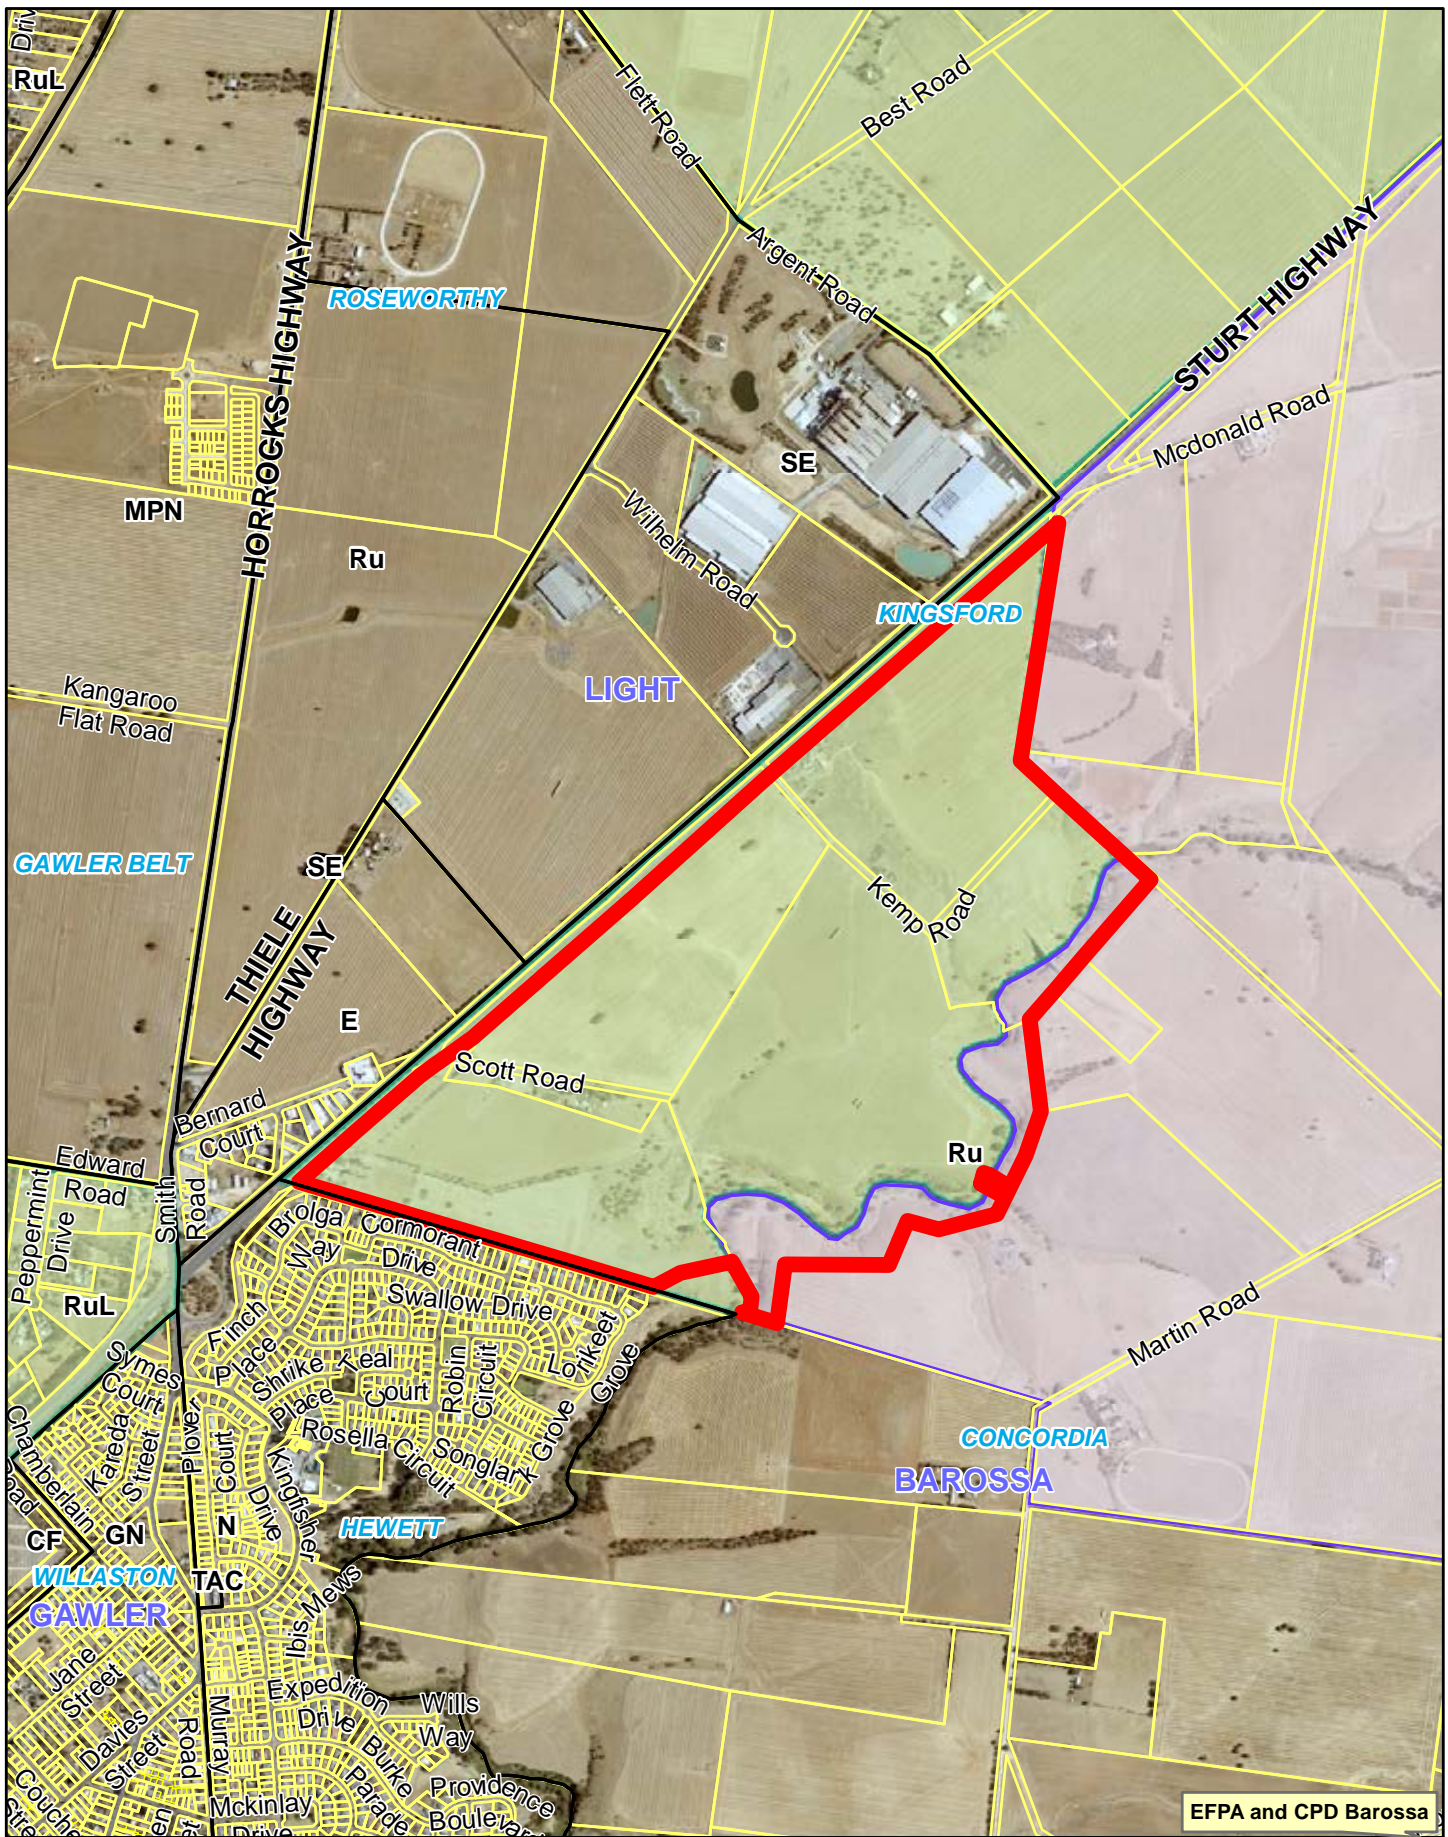 Driv
RuL
Flett Road
Best Road
Argent Road
STURT HIGHWAY
HORROCKS HIGHWAY
ROSEWORTHY
Mcdonald Road
SE
MPN
Wilhelm Road
Ru
KINGSFORD
LIGHT
Kangaroo
Flat Road
GAWLER BELT
SE
Kemp
Road
THIELE
HIGHWAY
E
Scott Road
Bernard
Court
Edward
Road
Peppermint
Drive
Smith
Road
Ru
Brolga
Way
Cormorant
Drive
RuL
Swallow Drive
Finch
Place
Shrike
Place
Teal
Court
Robin
Circuit
Lorikeet
Grove
Martin Road
Symes
Court
Kareda
Street
Chamberlain
Road
Plover
Court
Rosella Circuit
Songlark
Grove
Kingfisher
Drive
CONCORDIA
BAROSSA
HEWETT
CF
GN
N
WILLASTON
TAC
GAWLER
Ibis Mews
Jane
Street
Expedition
Drive
Wills
Way
Davies
Street
Road
Murray
Burke
Parade
Providence
Boulevar
Mckinlay
Drive
EFPA and CPD Barossa